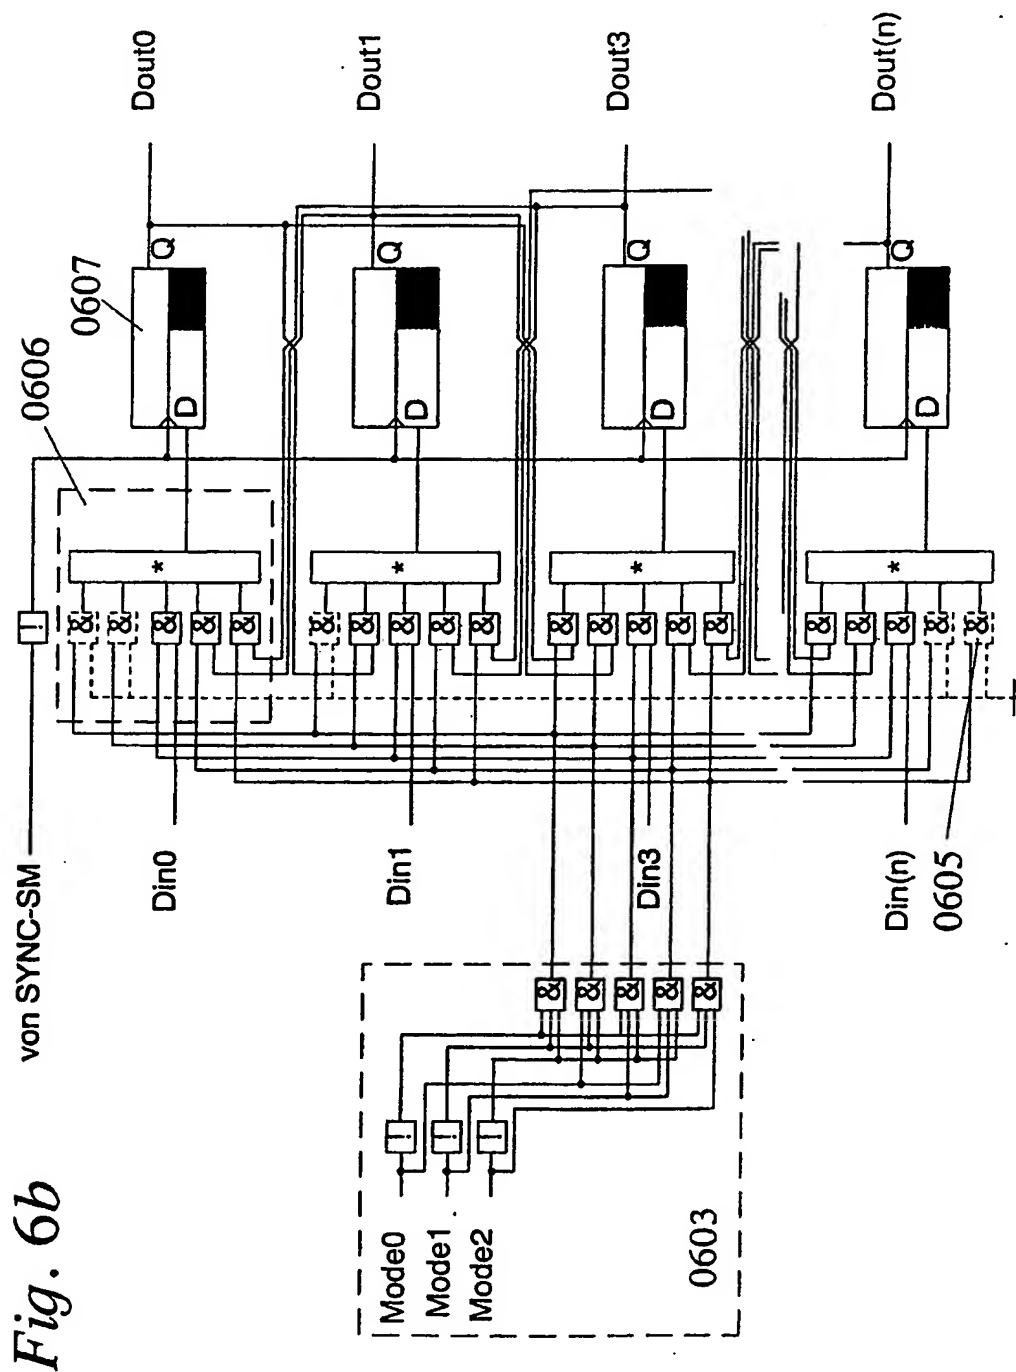 Fig. 6b
von SYNC-SM
!
0606
0607
Dout0
Dout1
Dout3
Dout(n)
Q
Q
Q
Q
D
D
D
D
*
*
*
*
& & & & &
& & & & &
& & & & &
& & & & &
Din0
Din1
Din3
Din(n)
0605
& & & & &
! ! !
Mode0
Mode1
Mode2
0603